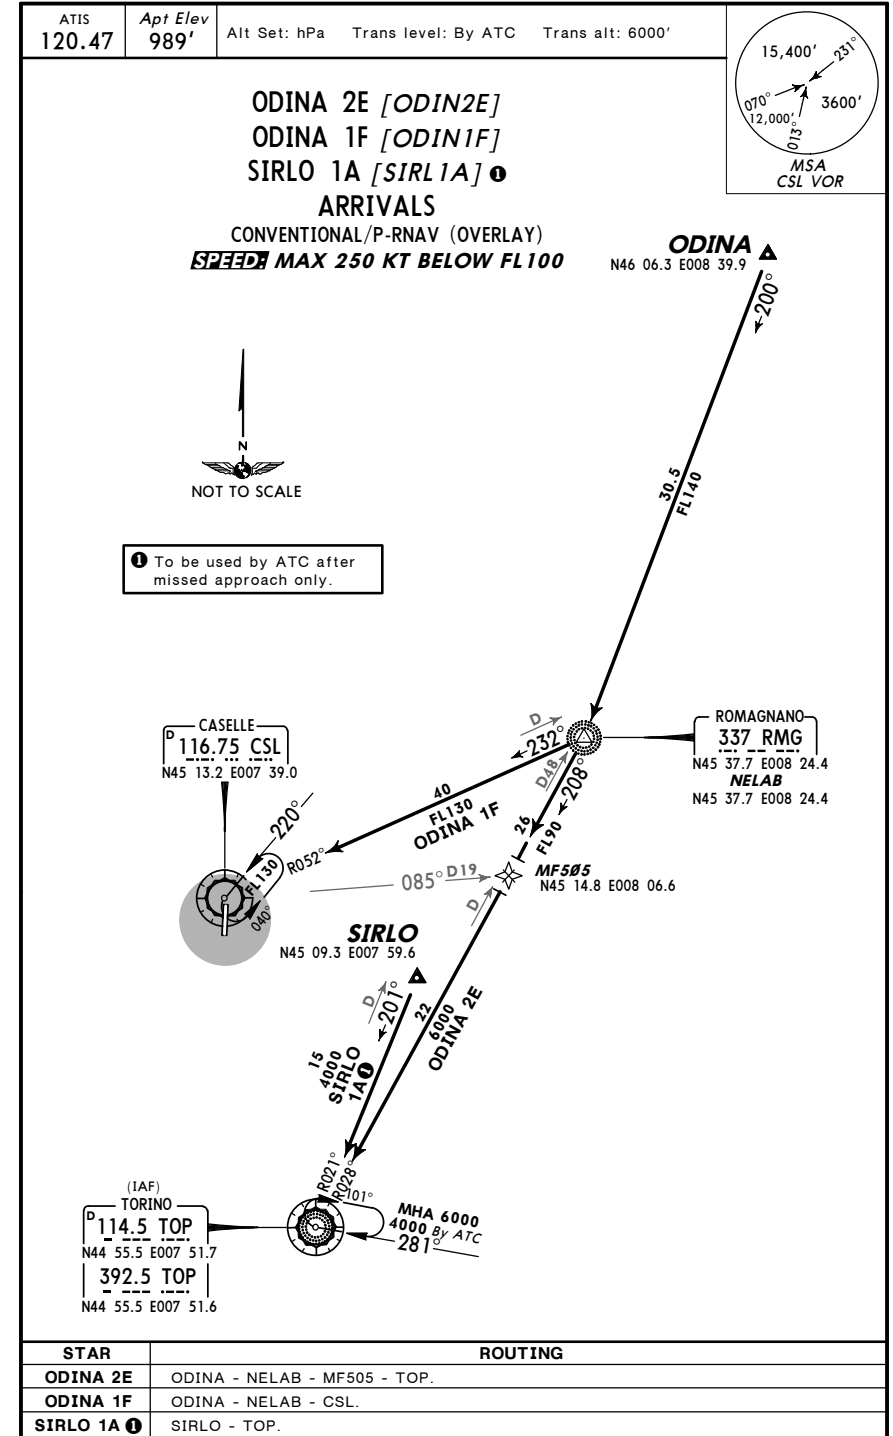 ATIS
120.47
Apt Elev
989'
Alt Set: hPa Trans level: By ATC Trans alt: 6000'
15,400'
231°
070°
12,000'
3600'
013°
MSA
CSL VOR
ODINA 2E [ODIN2E]
ODINA 1F [ODIN1F]
SIRLO 1A [SIRL1A] ❶
ARRIVALS
CONVENTIONAL/P-RNAV (OVERLAY)
SPEED: MAX 250 KT BELOW FL100
ODINA
N46 06.3 E008 39.9
200°
N
NOT TO SCALE
30.5
FL140
❶ To be used by ATC after
missed approach only.
CASELLE
D 116.75 CSL
N45 13.2 E007 39.0
ROMAGNANO
337 RMG
N45 37.7 E008 24.4
NELAB
N45 37.7 E008 24.4
D
232°
D48
208°
40
FL130
ODINA 1F
26
FL90
220°
R052°
FL130
040°
085° D19
MF505
N45 14.8 E008 06.6
D
SIRLO
N45 09.3 E007 59.6
D
201°
22
6000
ODINA 2E
15
4000
SIRLO
1A❶
R021°
R028°
101°
MHA 6000
4000 By ATC
281°
(IAF)
TORINO
D 114.5 TOP
N44 55.5 E007 51.7
392.5 TOP
N44 55.5 E007 51.6
STAR ROUTING
ODINA 2E ODINA - NELAB - MF505 - TOP.
ODINA 1F ODINA - NELAB - CSL.
SIRLO 1A ❶ SIRLO - TOP.